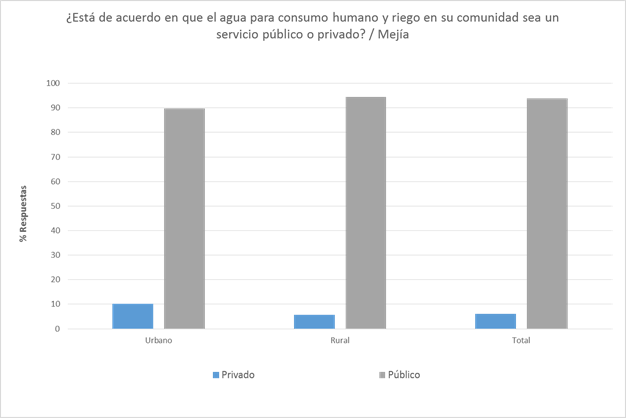 ¿Está de acuerdo en que el agua para consumo humano y riego en su comunidad sea un
servicio público o privado? / Mejía
100
90
80
70
60
50
40
30
20
10
0
% Respuestas
Urbano Rural Total
Privado Público